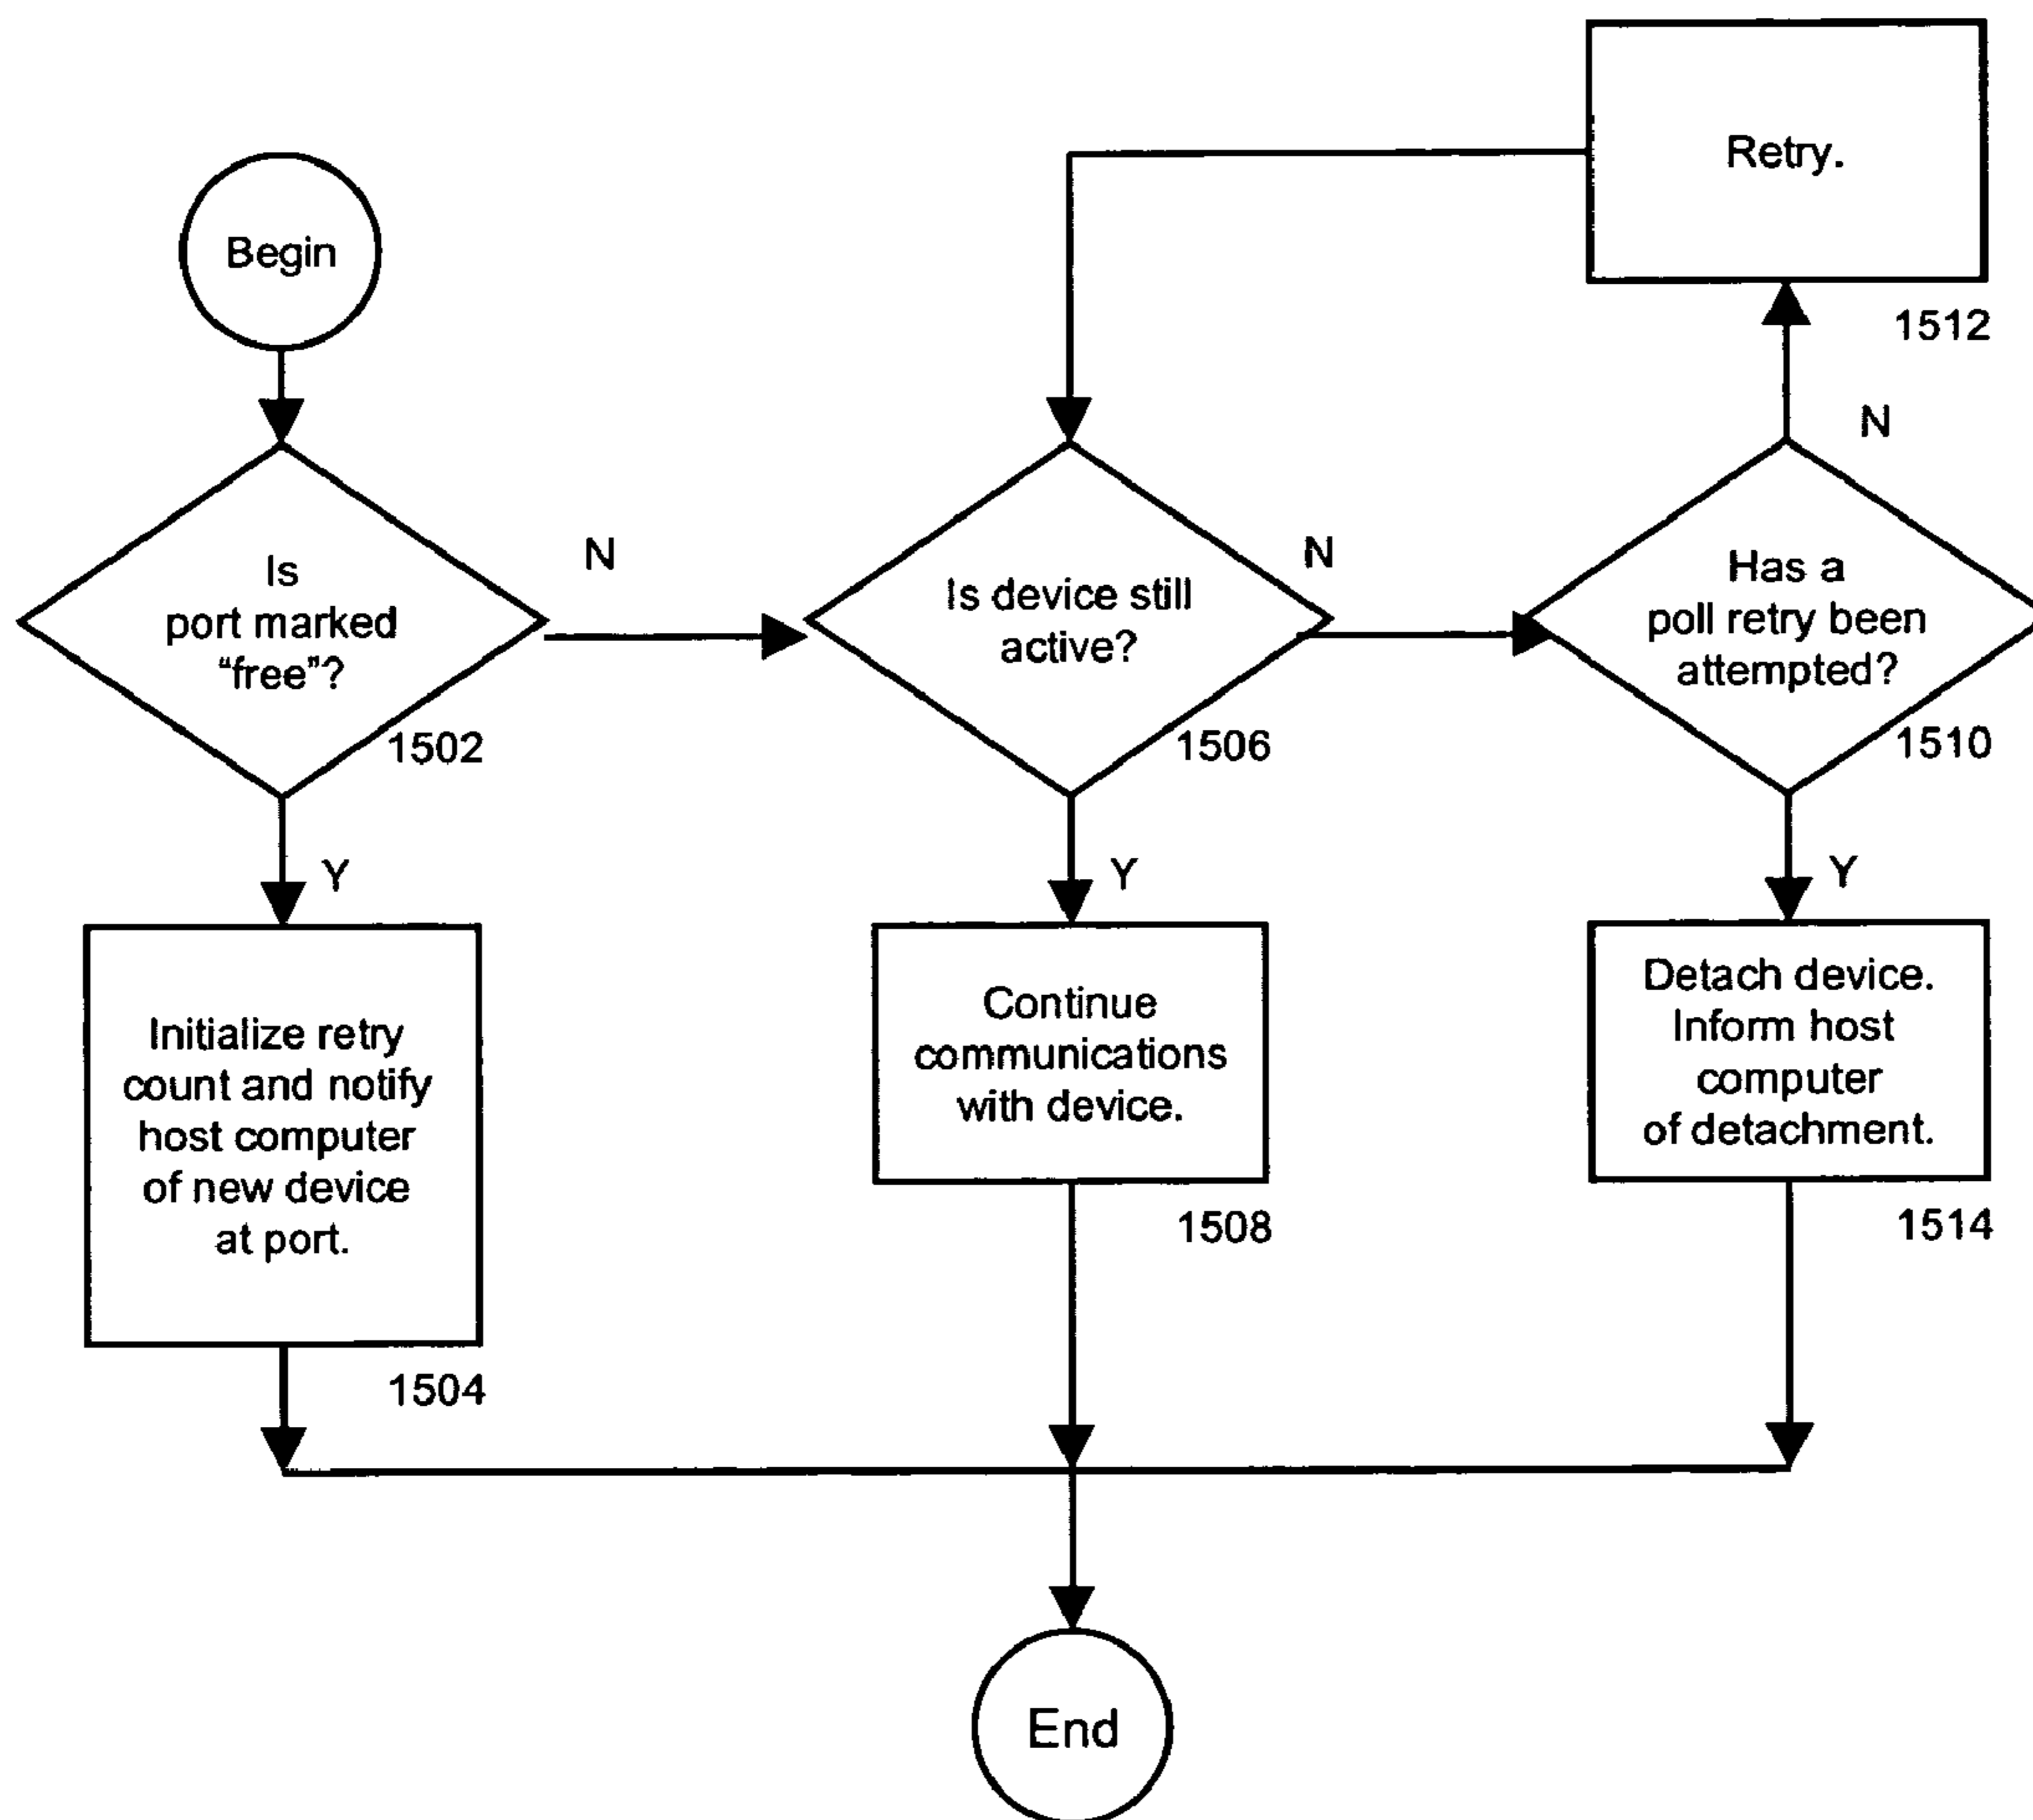 Retry.
1512
Begin
N
Is
port marked
“free”?
1502
N
Is device still
active?
1506
N
Has a
poll retry been
attempted?
1510
Y
Y
Y
Initialize retry
count and notify
host computer
of new device
at port.
1504
Continue
communications
with device.
1508
Detach device.
Inform host
computer
of detachment.
1514
End